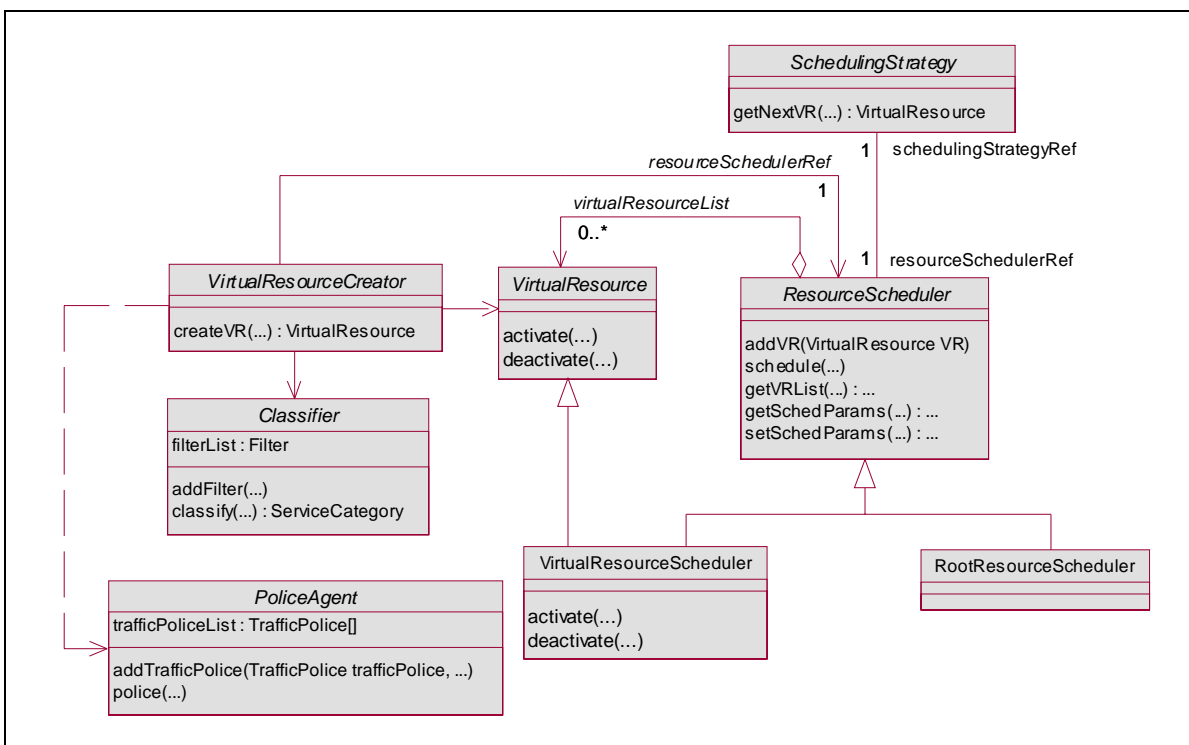 SchedulingStrategy
getNextVR(...) : VirtualResource
1
schedulingStrategyRef
resourceSchedulerRef
1
virtualResourceList
0..*
1
resourceSchedulerRef
VirtualResourceCreator
createVR(...) : VirtualResource
VirtualResource
activate(...)
deactivate(...)
ResourceScheduler
addVR(VirtualResource VR)
schedule(...)
getVRList(...) : ...
getSchedParams(...) : ...
setSchedParams(...) : ...
Classifier
filterList : Filter
addFilter(...)
classify(...) : ServiceCategory
VirtualResourceScheduler
activate(...)
deactivate(...)
RootResourceScheduler
PoliceAgent
trafficPoliceList : TrafficPolice[]
addTrafficPolice(TrafficPolice trafficPolice, ...)
police(...)